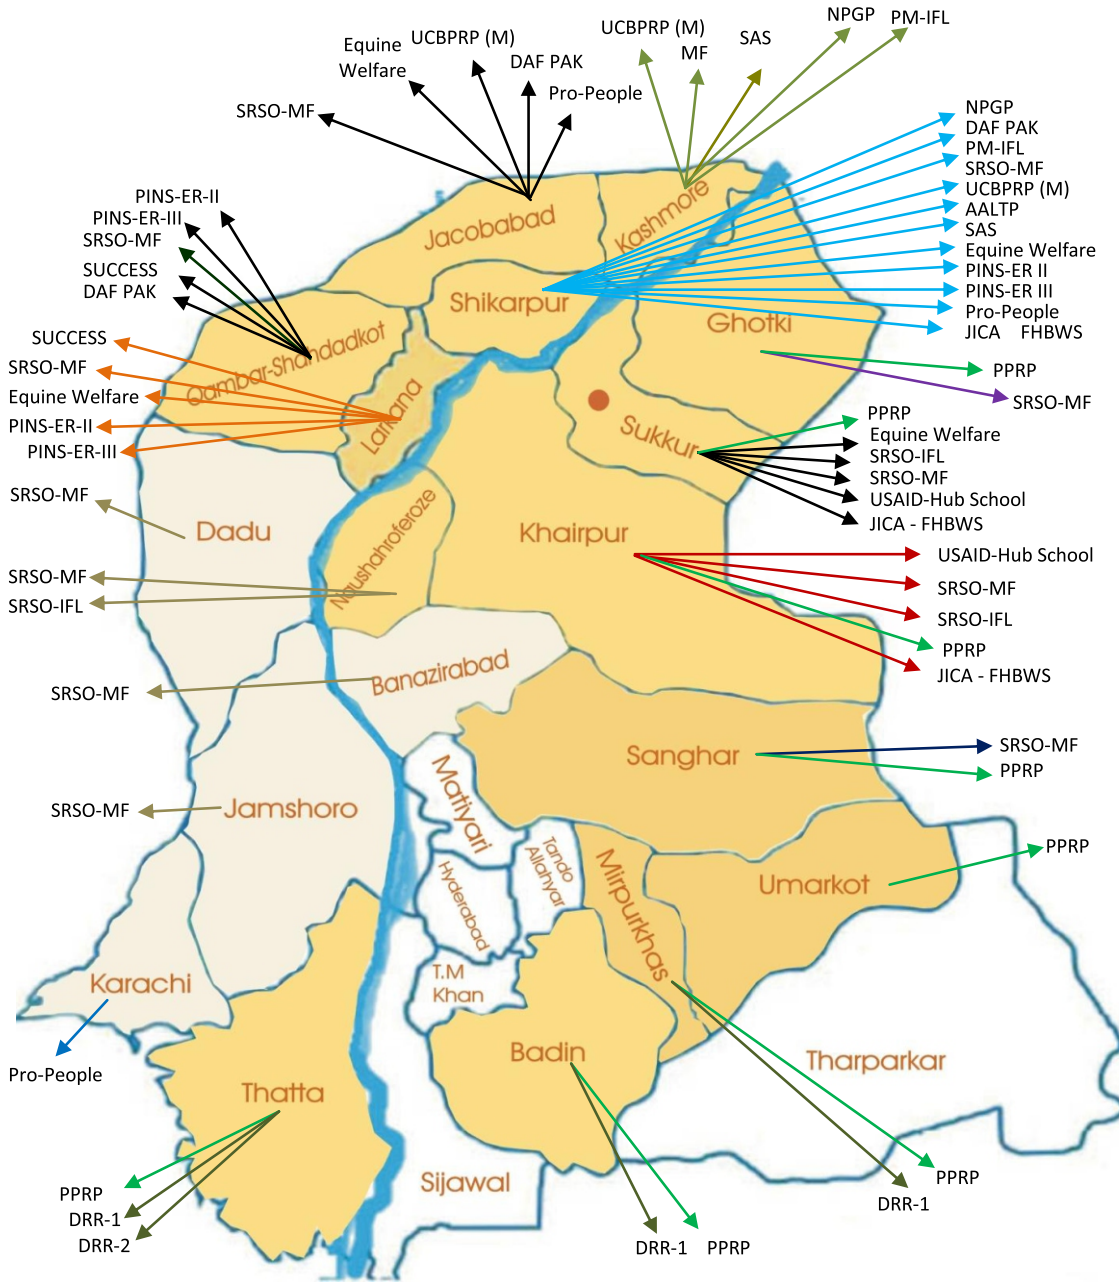 NPGP
PM-IFL
UCBPRP (M)
MF
SAS
Equine
Welfare
UCBPRP (M)
DAF PAK
Pro-People
SRSO-MF
NPGP
DAF PAK
PM-IFL
SRSO-MF
UCBPRP (M)
AALTP
SAS
Equine Welfare
PINS-ER II
PINS-ER III
Pro-People
JICA FHBWS
PINS-ER-II
PINS-ER-III
SRSO-MF
SUCCESS
DAF PAK
Jacobabad
Kashmore
Shikarpur
Ghotki
SUCCESS
SRSO-MF
Equine Welfare
PINS-ER-II
PINS-ER-III
Qambar-Shahdadkot
Larkana
Sukkur
PPRP
SRSO-MF
PPRP
Equine Welfare
SRSO-IFL
SRSO-MF
USAID-Hub School
JICA - FHBWS
SRSO-MF
Dadu
Naushahroferoze
Khairpur
USAID-Hub School
SRSO-MF
SRSO-IFL
PPRP
JICA - FHBWS
SRSO-MF
SRSO-IFL
SRSO-MF
Banazirabad
Sanghar
SRSO-MF
PPRP
SRSO-MF
Jamshoro
Matiyari
Tando
Allahyar
Hyderabad
Mirpurkhas
Umarkot
PPRP
Karachi
T.M
Khan
Pro-People
Thatta
Badin
Tharparkar
PPRP
DRR-1
DRR-2
Sijawal
DRR-1
PPRP
PPRP
DRR-1